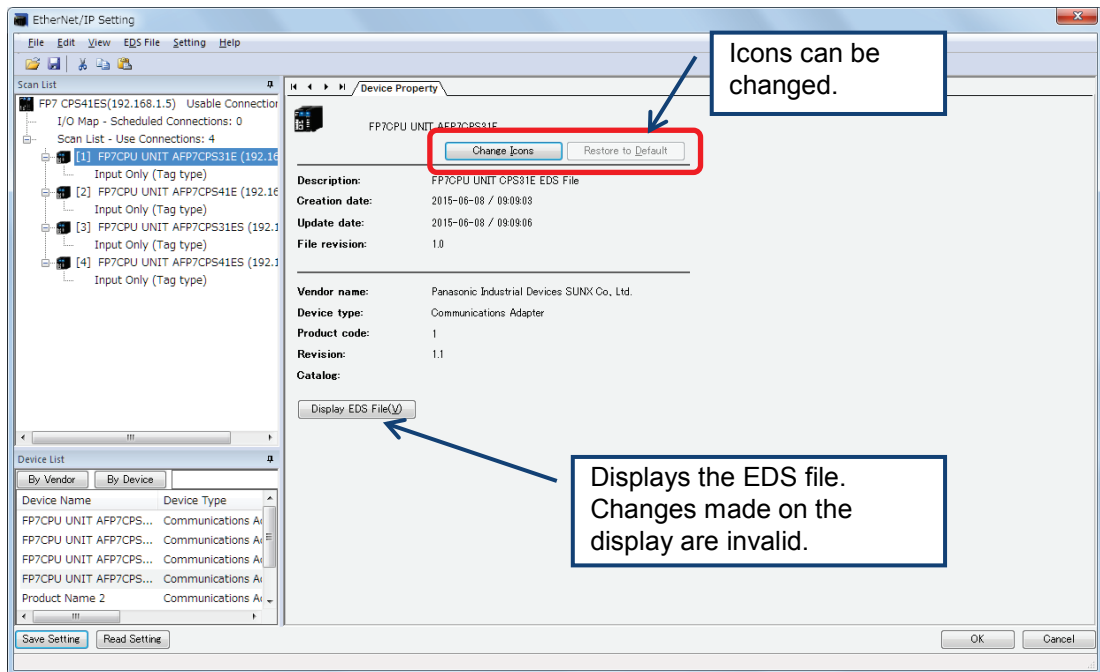 EtherNet/IP Setting
File Edit View EDS File Setting Help
Scan List
FP7 CPS41ES(192.168.1.5) Usable Connection
I/O Map - Scheduled Connections: 0
Scan List - Use Connections: 4
[1] FP7CPU UNIT AFP7CPS31E (192.16
Input Only (Tag type)
[2] FP7CPU UNIT AFP7CPS41E (192.16
Input Only (Tag type)
[3] FP7CPU UNIT AFP7CPS31ES (192.1
Input Only (Tag type)
[4] FP7CPU UNIT AFP7CPS41ES (192.1
Input Only (Tag type)
Device List
By Vendor By Device
Device Name Device Type
FP7CPU UNIT AFP7CPS... Communications A
FP7CPU UNIT AFP7CPS... Communications A
FP7CPU UNIT AFP7CPS... Communications A
FP7CPU UNIT AFP7CPS... Communications A
Product Name 2 Communications A
Save Setting Read Setting
Device Property
FP7CPU UNIT AFP7CPS31E
Change Icons Restore to Default
Description: FP7CPU UNIT CPS31E EDS File
Creation date: 2015-06-08 / 09:09:03
Update date: 2015-06-08 / 09:09:06
File revision: 1.0
Vendor name: Panasonic Industrial Devices SUNX Co., Ltd.
Device type: Communications Adapter
Product code: 1
Revision: 1.1
Catalog:
Display EDS File(V)
Icons can be
changed.
Displays the EDS file.
Changes made on the
display are invalid.
OK Cancel